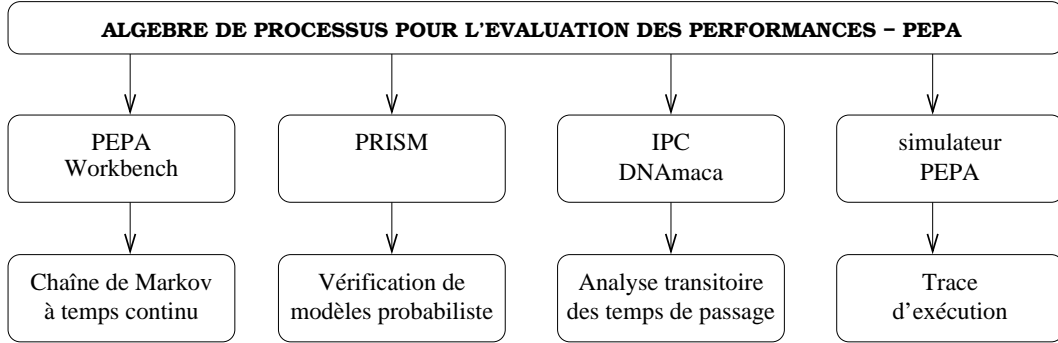 ALGEBRE DE PROCESSUS POUR L'EVALUATION DES PERFORMANCES – PEPA
PEPA
Workbench
PRISM
IPC
DNAmaca
simulateur
PEPA
Chaîne de Markov
à temps continu
Vérification de
modèles probabiliste
Analyse transitoire
des temps de passage
Trace
d'exécution